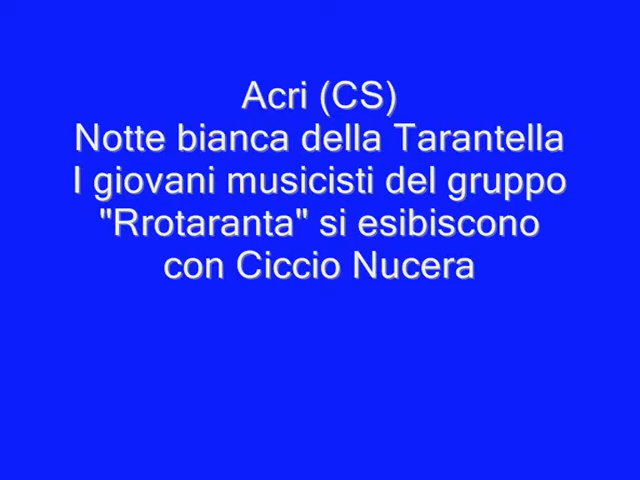 Acri (CS)
Notte bianca della Tarantella
I giovani musicisti del gruppo
"Rrotaranta" si esibiscono
con Ciccio Nucera